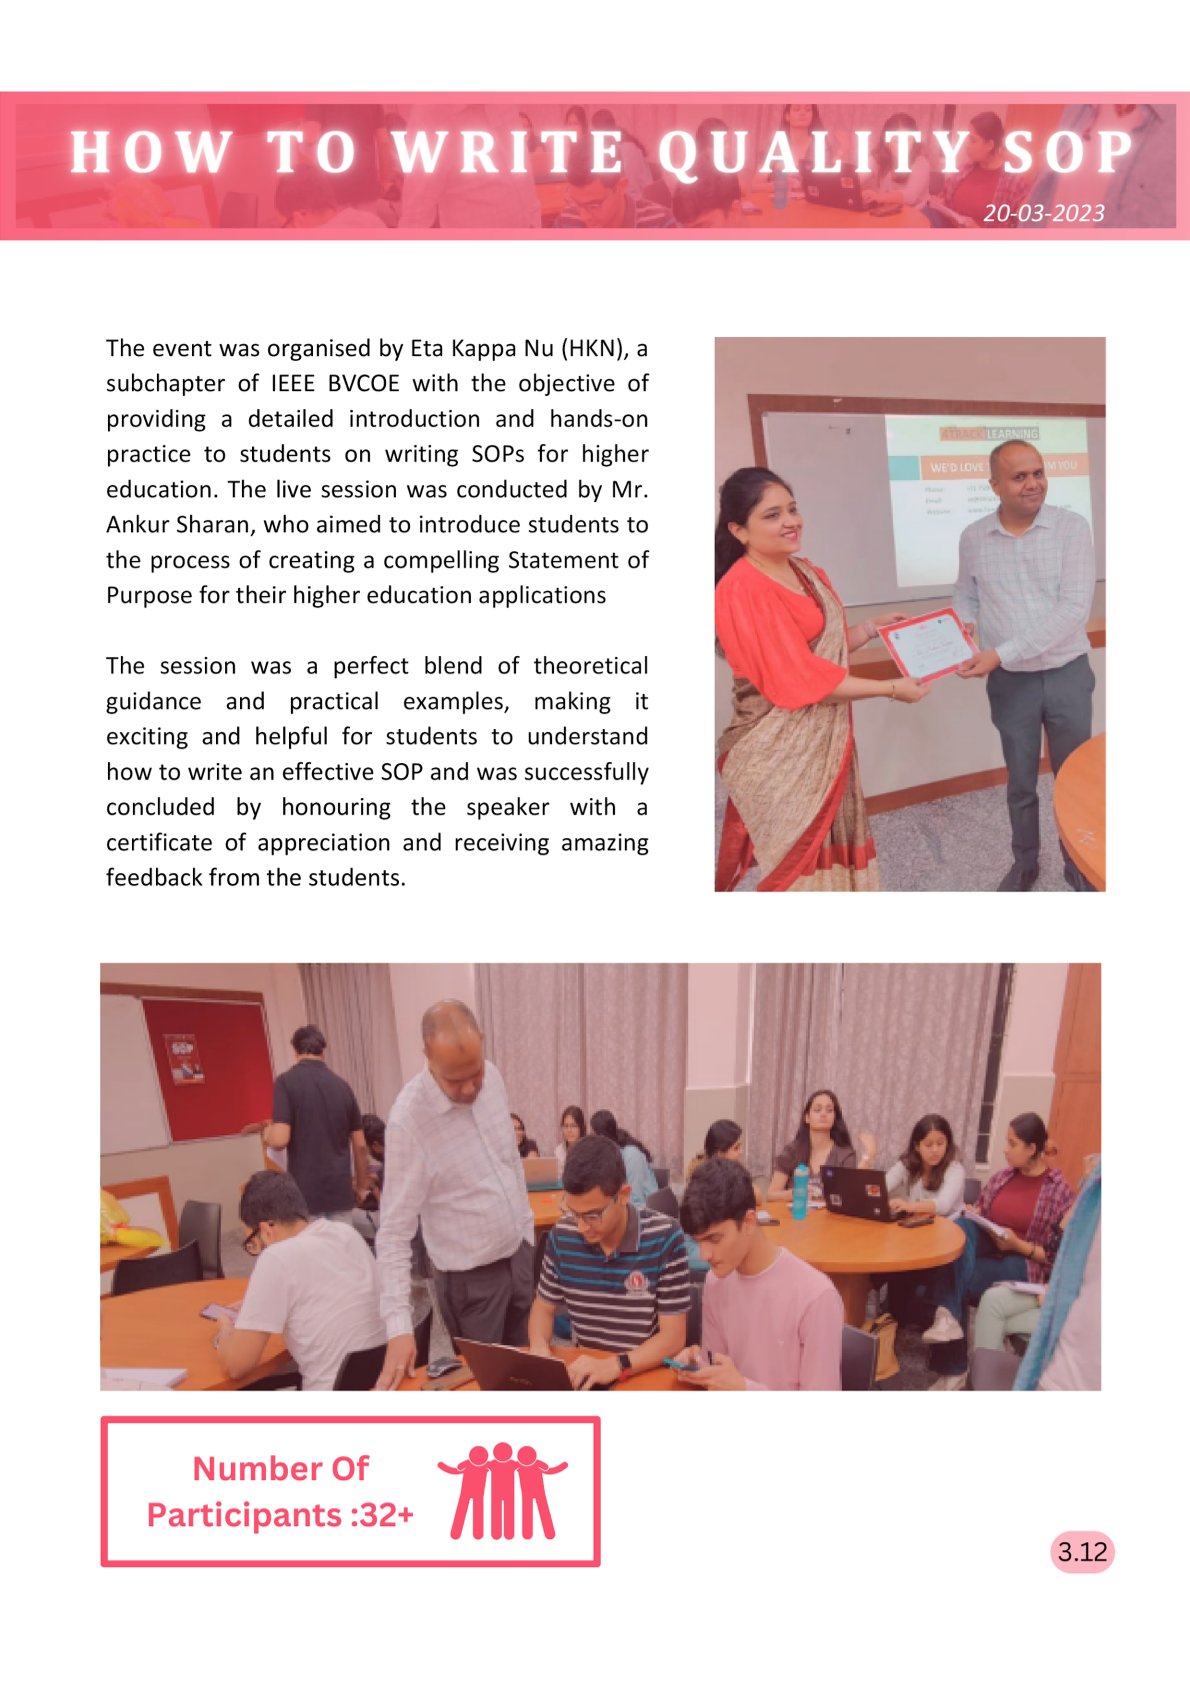 HOW TO WRITE QUALITY SOP
20-03-2023
The event was organised by Eta Kappa Nu (HKN), a
subchapter of IEEE BVCOE with the objective of
providing a detailed introduction and hands-on
practice to students on writing SOPs for higher
education. The live session was conducted by Mr.
Ankur Sharan, who aimed to introduce students to
the process of creating a compelling Statement of
Purpose for their higher education applications
The session was a perfect blend of theoretical
guidance and practical examples, making it
exciting and helpful for students to understand
how to write an effective SOP and was successfully
concluded by honouring the speaker with a
certificate of appreciation and receiving amazing
feedback from the students.
4TRACK LEARNING
WE'D LOVE
YOU
Phone:
Email:
SOP
Number Of
Participants :32+
3.12